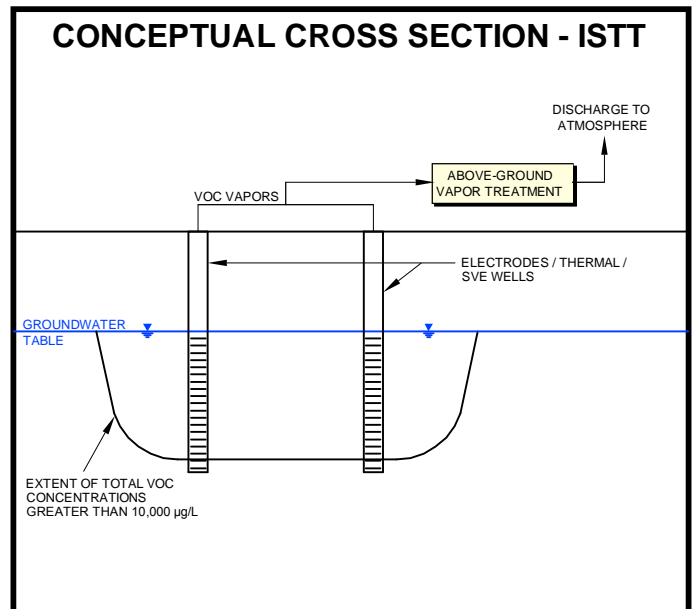 CONCEPTUAL CROSS SECTION - ISTT
DISCHARGE TO
ATMOSPHERE
ABOVE-GROUND
VAPOR TREATMENT
VOC VAPORS
ELECTRODES / THERMAL /
SVE WELLS
GROUNDWATER
TABLE
EXTENT OF TOTAL VOC
CONCENTRATIONS
GREATER THAN 10,000 µg/L